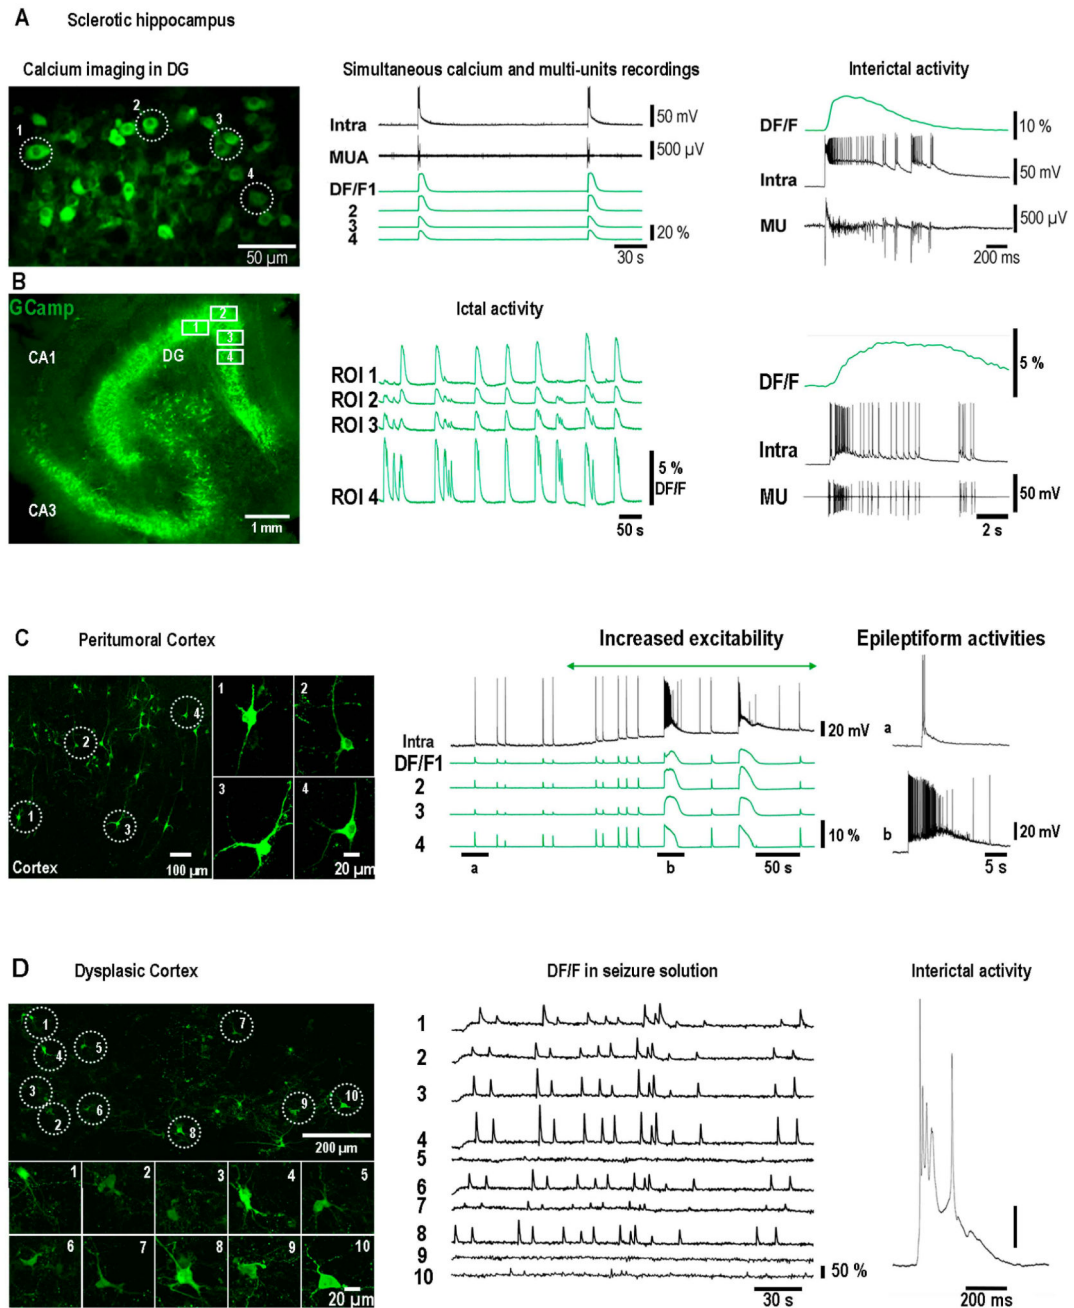 A Sclerotic hippocampus
Calcium imaging in DG
1
2
3
4
50 µm
Simultaneous calcium and multi-units recordings
Intra
50 mV
MUA
500 µV
DF/F1
2
3
4
20 %
30 s
Interictal activity
DF/F
10 %
Intra
50 mV
MU
500 µV
200 ms
B
GCamp
CA1
DG
CA3
1
2
3
4
1 mm
Ictal activity
ROI 1
ROI 2
ROI 3
ROI 4
5 %
DF/F
50 s
DF/F
5 %
Intra
MU
50 mV
2 s
C Peritumoral Cortex
4
2
1
3
Cortex
100 µm
1
2
3
4
20 µm
Increased excitability
Intra
20 mV
DF/F1
2
3
4
10 %
a
b
50 s
Epileptiform activities
a
b
20 mV
5 s
D Dysplasic Cortex
1
4
5
7
3
2
6
8
9
10
200 µm
1
2
3
4
5
6
7
8
9
10
20 µm
DF/F in seizure solution
1
2
3
4
5
6
7
8
9
10
50 %
30 s
Interictal activity
200 ms